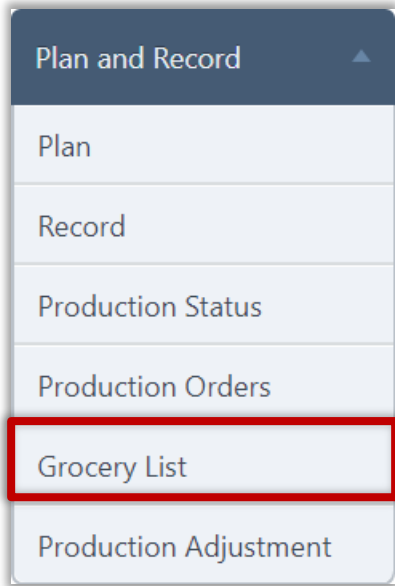 Plan and Record
Plan
Record
Production Status
Production Orders
Grocery List
Production Adjustment